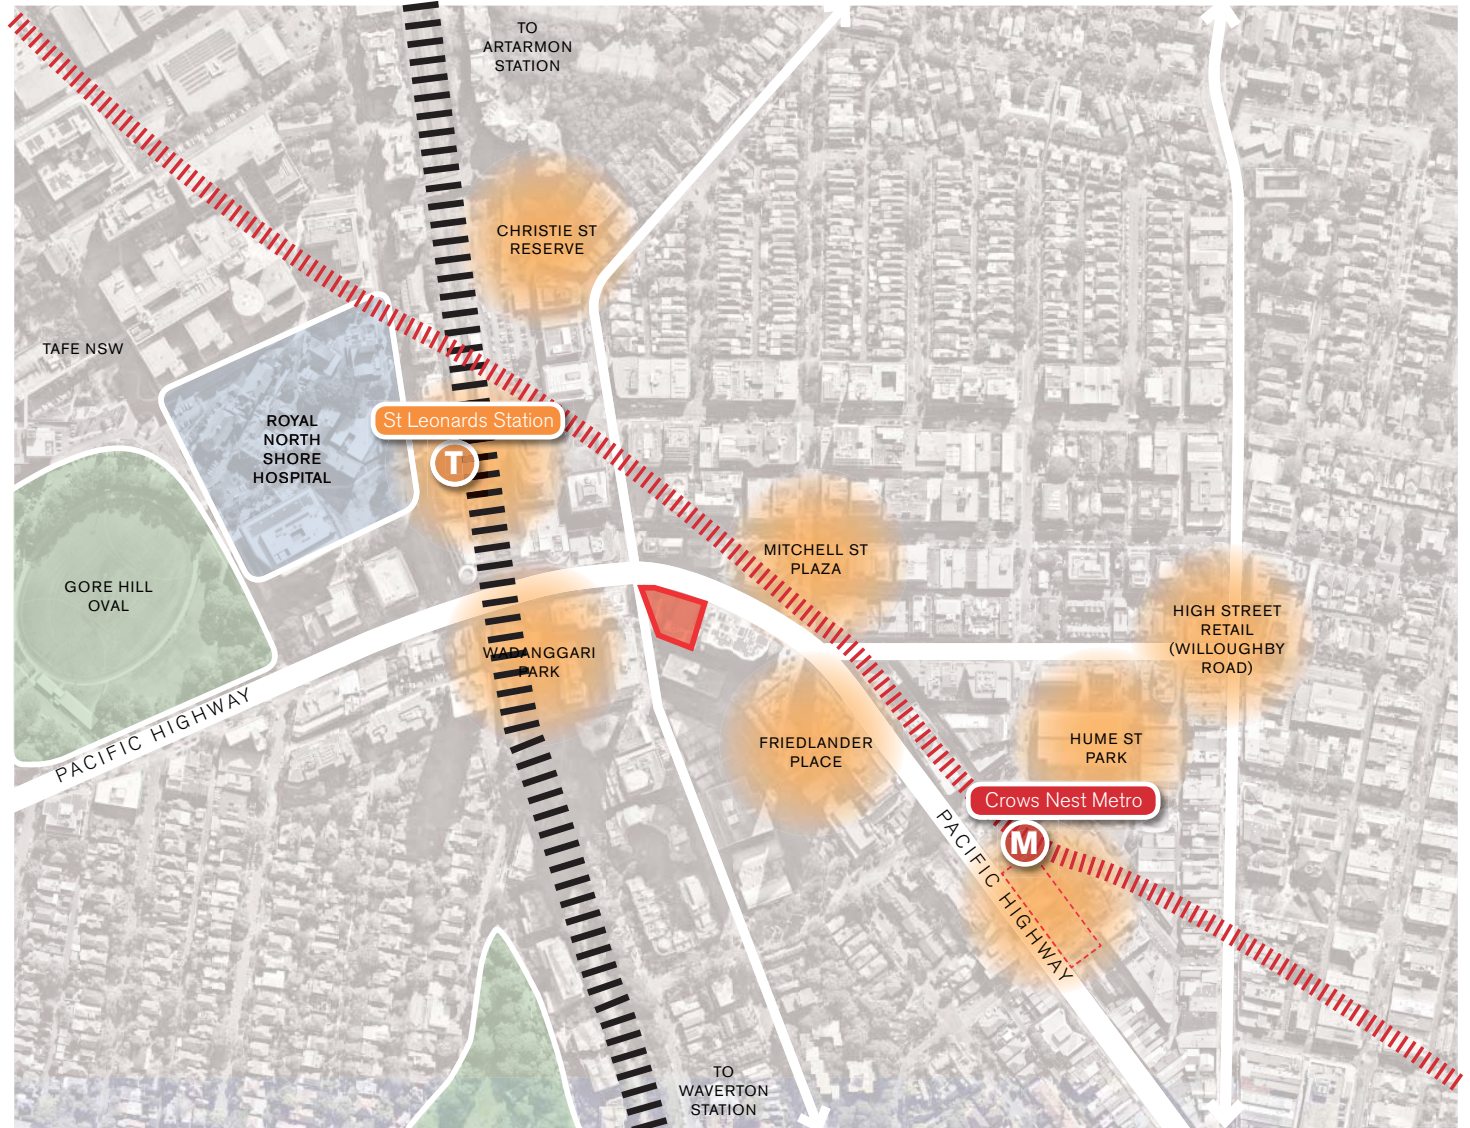 TO
ARTARMON
STATION
CHRISTIE ST
RESERVE
TAFE NSW
ROYAL
NORTH
SHORE
HOSPITAL
St Leonards Station
T
GORE HILL
OVAL
MITCHELL ST
PLAZA
HIGH STREET
RETAIL
(WILLOUGHBY
ROAD)
WADANGGARI
PARK
PACIFIC HIGHWAY
FRIEDLANDER
PLACE
HUME ST
PARK
Crows Nest Metro
M
PACIFIC HIGHWAY
TO
WAVERTON
STATION